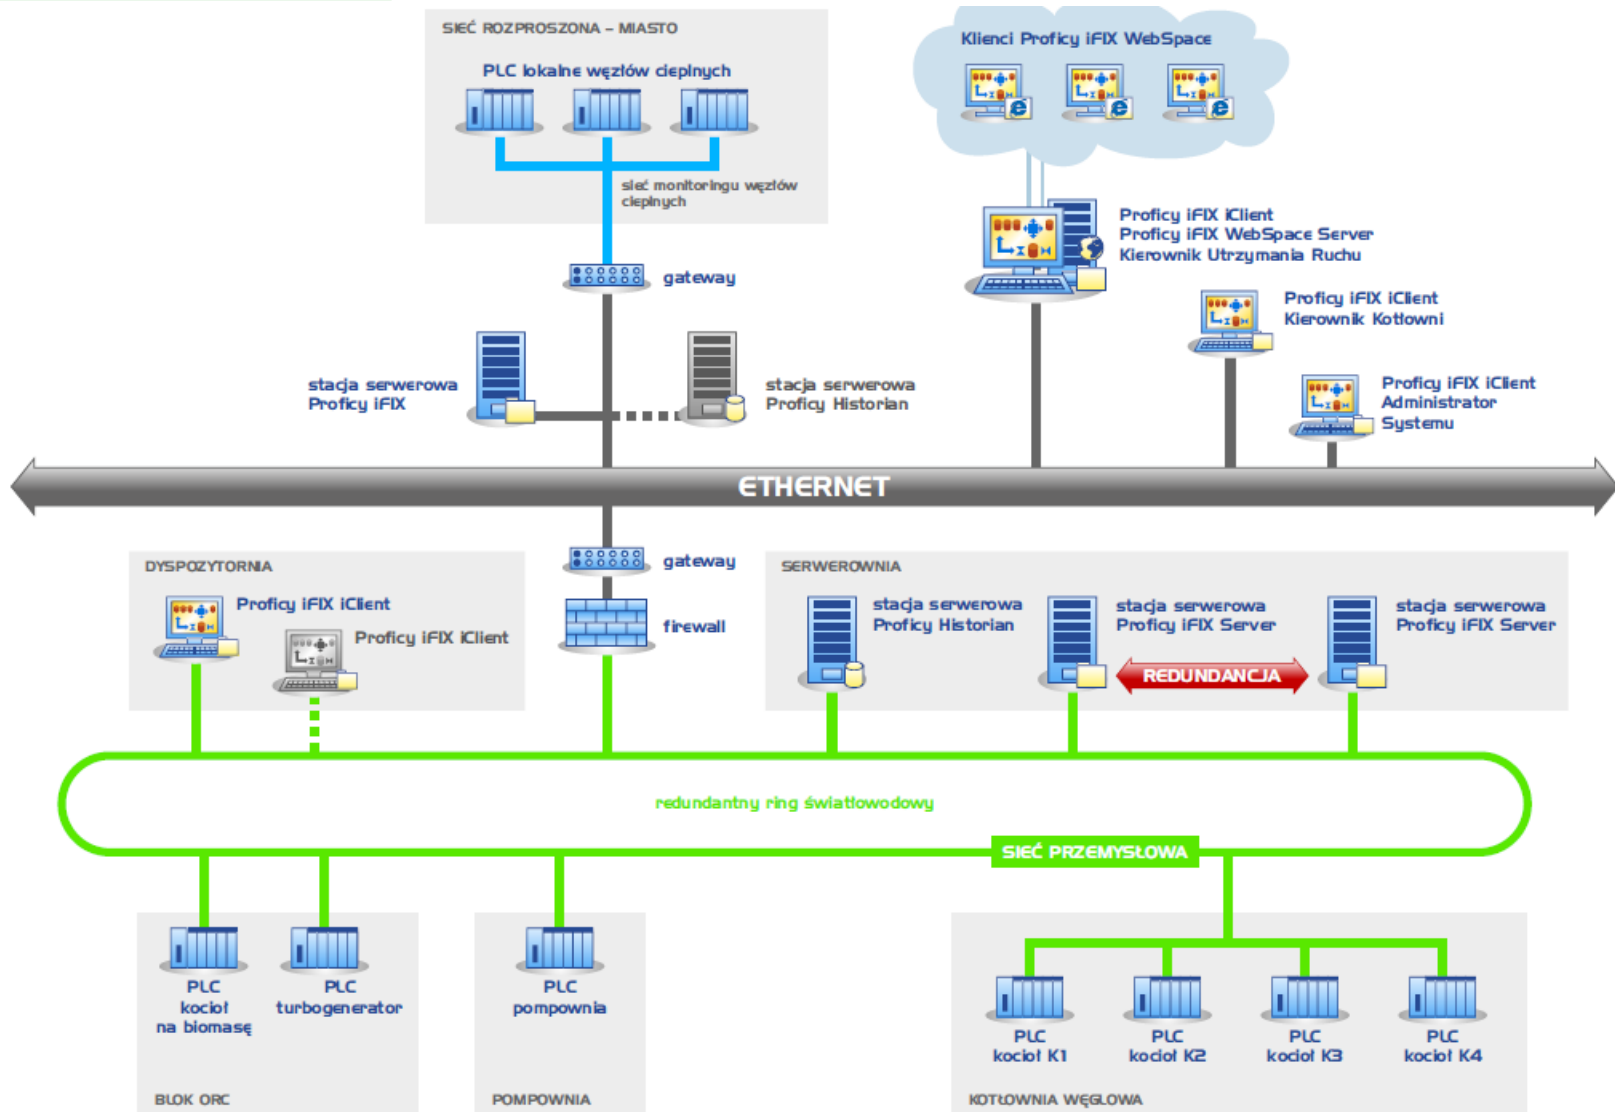 SIEĆ ROZPROSZONA – MIASTO
PLC lokalne węzłów cieplnych
sieć monitoringu węzłów
cieplnych
Klienci Proficy iFIX WebSpace
Proficy iFIX iClient
Proficy iFIX WebSpace Server
Kierownik Utrzymania Ruchu
gateway
Proficy iFIX iClient
Kierownik Kotłowni
stacja serwerowa
Proficy iFIX
stacja serwerowa
Proficy Historian
Proficy iFIX iClient
Administrator
Systemu
ETHERNET
DYSPOZYTORNIA
Proficy iFIX iClient
Proficy iFIX iClient
gateway
firewall
SERWEROWNIA
stacja serwerowa
Proficy Historian
stacja serwerowa
Proficy iFIX Server
stacja serwerowa
Proficy iFIX Server
REDUNDANCJA
redundantny ring światłowodowy
SIEĆ PRZEMYSŁOWA
PLC
kocioł
na biomasę
PLC
turbogenerator
BLOK ORC
PLC
pompownia
POMPOWNIA
PLC
kocioł K1
PLC
kocioł K2
PLC
kocioł K3
PLC
kocioł K4
KOTŁOWNIA WĘGLOWA